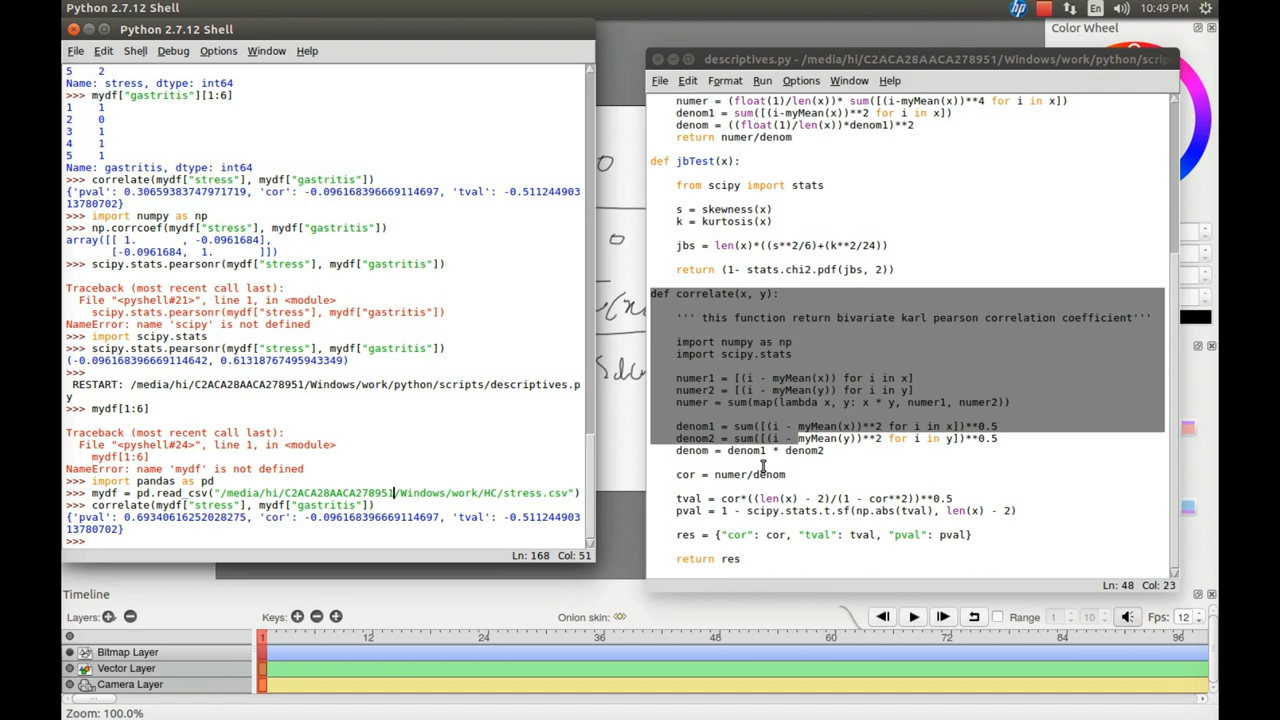 Python 2.7.12 Shell
En
10:49 PM
Python 2.7.12 Shell
File Edit Shell Debug Options Window Help
5 2
Name: stress, dtype: int64
>>> mydf["gastritis"][1:6]
1 1
2 0
3 1
4 1
5 1
Name: gastritis, dtype: int64
>>> correlate(mydf["stress"], mydf["gastritis"])
{'pval': 0.30659383747971719, 'cor': -0.096168396669114697, 'tval': -0.511244903
13780702}
>>> import numpy as np
>>> np.corrcoef(mydf["stress"], mydf["gastritis"])
array([[ 1. , -0.0961684],
[-0.0961684, 1. ]])
>>> scipy.stats.pearsonr(mydf["stress"], mydf["gastritis"])
Traceback (most recent call last):
File "<pyshell#21>", line 1, in <module>
scipy.stats.pearsonr(mydf["stress"], mydf["gastritis"])
NameError: name 'scipy' is not defined
>>> import scipy.stats
>>> scipy.stats.pearsonr(mydf["stress"], mydf["gastritis"])
(-0.096168396669114642, 0.61318767495943349)
>>>
RESTART: /media/hi/C2ACA28AACA278951/Windows/work/python/scripts/descriptives.p
y
>>> mydf[1:6]
Traceback (most recent call last):
File "<pyshell#24>", line 1, in <module>
mydf[1:6]
NameError: name 'mydf' is not defined
>>> import pandas as pd
>>> mydf = pd.read_csv("/media/hi/C2ACA28AACA278951/Windows/work/HC/stress.csv")
>>> correlate(mydf["stress"], mydf["gastritis"])
{'pval': 0.69340616252028275, 'cor': -0.096168396669114697, 'tval': -0.511244903
13780702}
>>>
Ln: 168 Col: 51
descriptives.py - /media/hi/C2ACA28AACA278951/Windows/work/python/scrip
File Edit Format Run Options Window Help
numer = (float(1)/len(x))* sum([(i-myMean(x))**4 for i in x])
denom1 = sum([(i-myMean(x))**2 for i in x])
denom = ((float(1)/len(x))*denom1)**2
return numer/denom
def jbTest(x):
from scipy import stats
s = skewness(x)
k = kurtosis(x)
jbs = len(x)*((s**2/6)+(k**2/24))
return (1- stats.chi2.pdf(jbs, 2))
def correlate(x, y):
''' this function return bivariate karl pearson correlation coefficient'''
import numpy as np
import scipy.stats
numer1 = [(i - myMean(x)) for i in x]
numer2 = [(i - myMean(y)) for i in y]
numer = sum(map(lambda x, y: x * y, numer1, numer2))
denom1 = sum([(i - myMean(x))**2 for i in x])**0.5
denom2 = sum([(i - myMean(y))**2 for i in y])**0.5
denom = denom1 * denom2
cor = numer/denom
tval = cor*((len(x) - 2)/(1 - cor**2))**0.5
pval = 1 - scipy.stats.t.sf(np.abs(tval), len(x) - 2)
res = {"cor": cor, "tval": tval, "pval": pval}
return res
Ln: 48 Col: 23
Color Wheel
Timeline
Layers: Keys: Onion skin: Range 1 10 Fps: 12
1 12 24 36 48 60 72 84 96
Bitmap Layer
Vector Layer
Camera Layer
Zoom: 100.0%